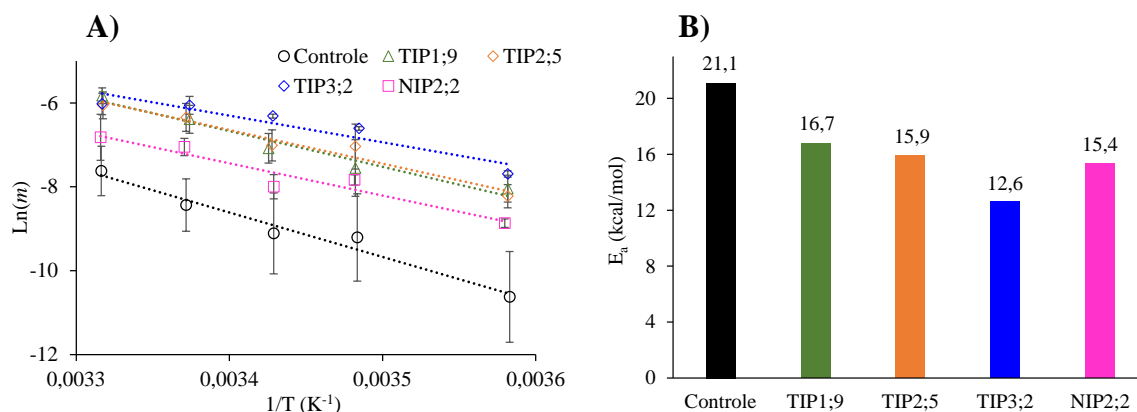 A)
Controle TIP1;9 TIP2;5
TIP3;2 NIP2;2
-6
-8
-10
-12
Ln(m)
0,0033 0,0034 0,0035 0,0036
1/T (K-1)
B)
21,1
16,7
15,9
12,6
15,4
20
16
12
8
4
0
Ea (kcal/mol)
Controle TIP1;9 TIP2;5 TIP3;2 NIP2;2